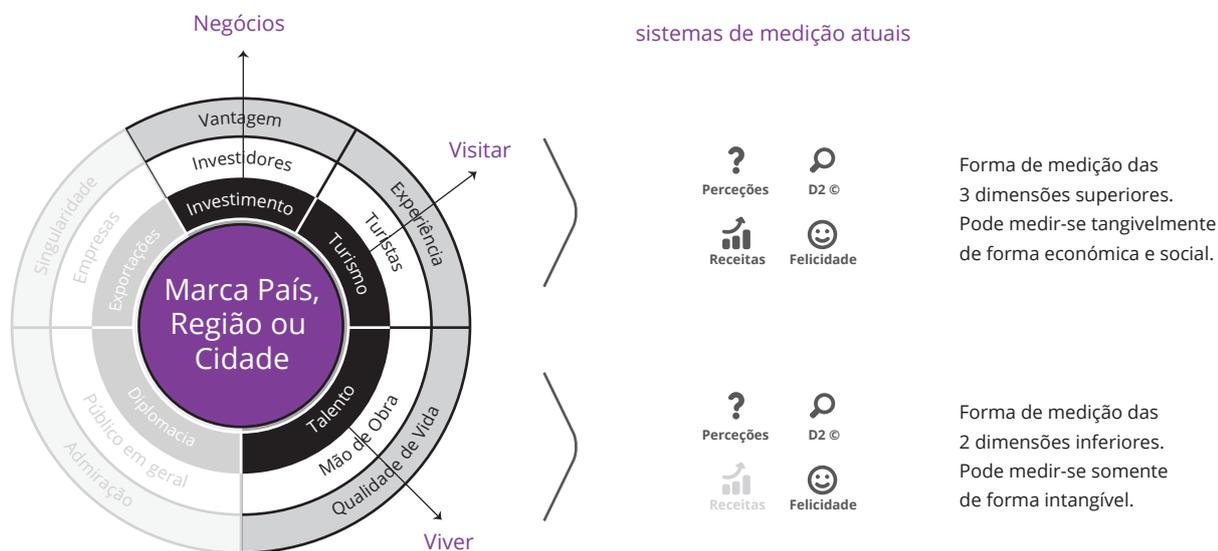 Negócios
sistemas de medição atuais
Vantagem
Investidores
Investimento
Visitar
Experiência
Turistas
Turismo
Singularidade
Empresas
Exportações
Marca País,
Região ou
Cidade
Diplomacia
Público em geral
Admiração
Talento
Mão de Obra
Qualidade de Vida
Viver
Perceções
D2 ©
Receitas
Felicidade
Forma de medição das
3 dimensões superiores.
Pode medir-se tangivelmente
de forma económica e social.
Perceções
D2 ©
Receitas
Felicidade
Forma de medição das
2 dimensões inferiores.
Pode medir-se somente
de forma intangível.